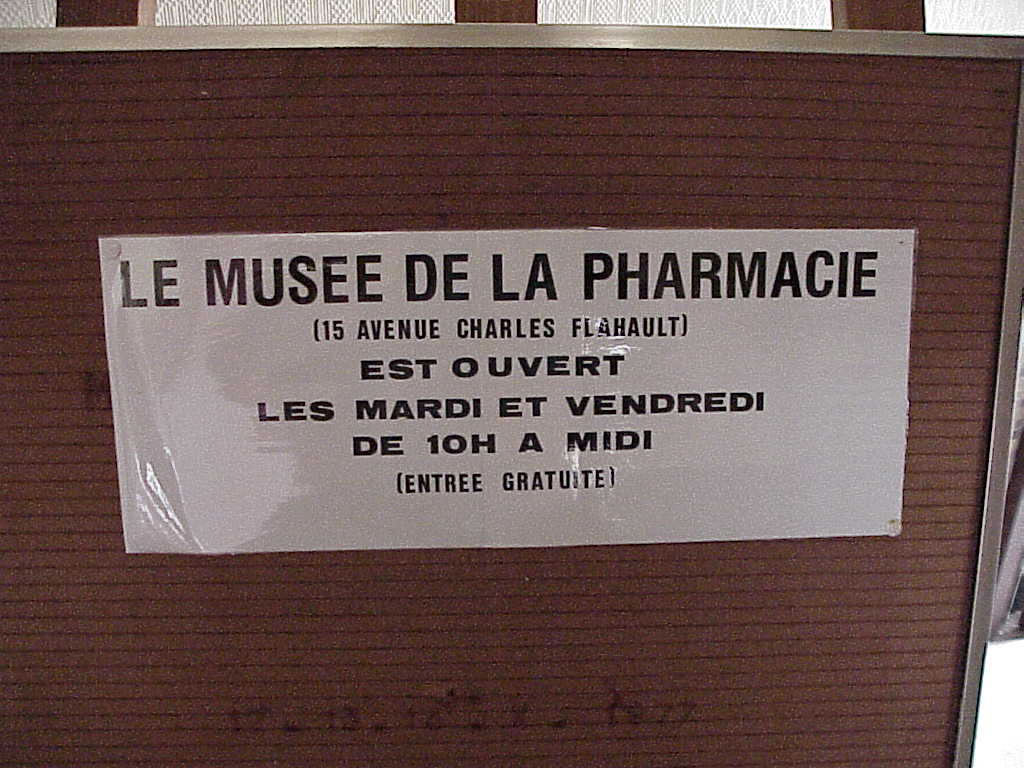 LE MUSEE DE LA PHARMACIE
(15 AVENUE CHARLES FLAHAULT)
EST OUVERT
LES MARDI ET VENDREDI
DE 10H A MIDI
(ENTREE GRATUITE)